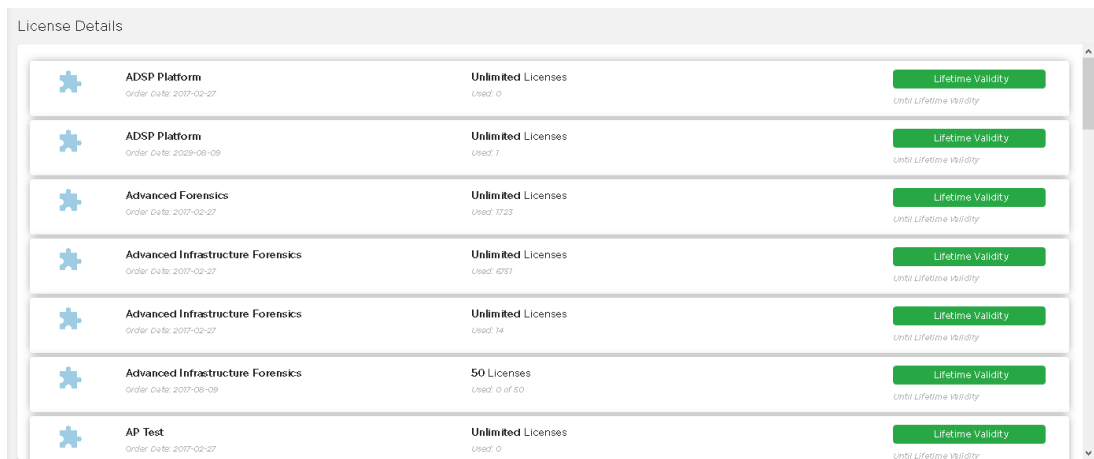 License Details
ADSP Platform Unlimited Licenses Lifetime Validity
Order Date: 2017-02-27 Used: 0 Until Lifetime Validity
ADSP Platform Unlimited Licenses Lifetime Validity
Order Date: 2029-08-09 Used: 1 Until Lifetime Validity
Advanced Forensics Unlimited Licenses Lifetime Validity
Order Date: 2017-02-27 Used: 1723 Until Lifetime Validity
Advanced Infrastructure Forensics Unlimited Licenses Lifetime Validity
Order Date: 2017-02-27 Used: 6751 Until Lifetime Validity
Advanced Infrastructure Forensics Unlimited Licenses Lifetime Validity
Order Date: 2017-02-27 Used: 14 Until Lifetime Validity
Advanced Infrastructure Forensics 50 Licenses Lifetime Validity
Order Date: 2017-08-09 Used: 0 of 50 Until Lifetime Validity
AP Test Unlimited Licenses Lifetime Validity
Order Date: 2017-02-27 Used: 0 Until Lifetime Validity